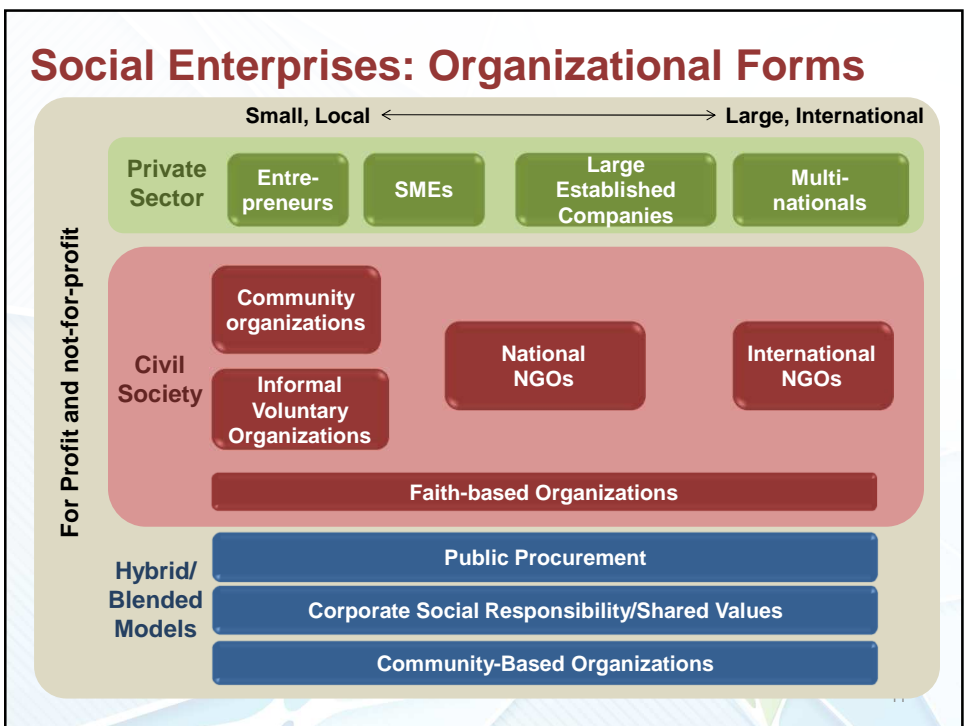 Social Enterprises: Organizational Forms
Small, Local
Large, International
For Profit and not-for-profit
Private
Sector
Entre-
preneurs
SMEs
Large
Established
Companies
Multi-
nationals
Civil
Society
Community
organizations
Informal
Voluntary
Organizations
National
NGOs
International
NGOs
Faith-based Organizations
Hybrid/
Blended
Models
Public Procurement
Corporate Social Responsibility/Shared Values
Community-Based Organizations